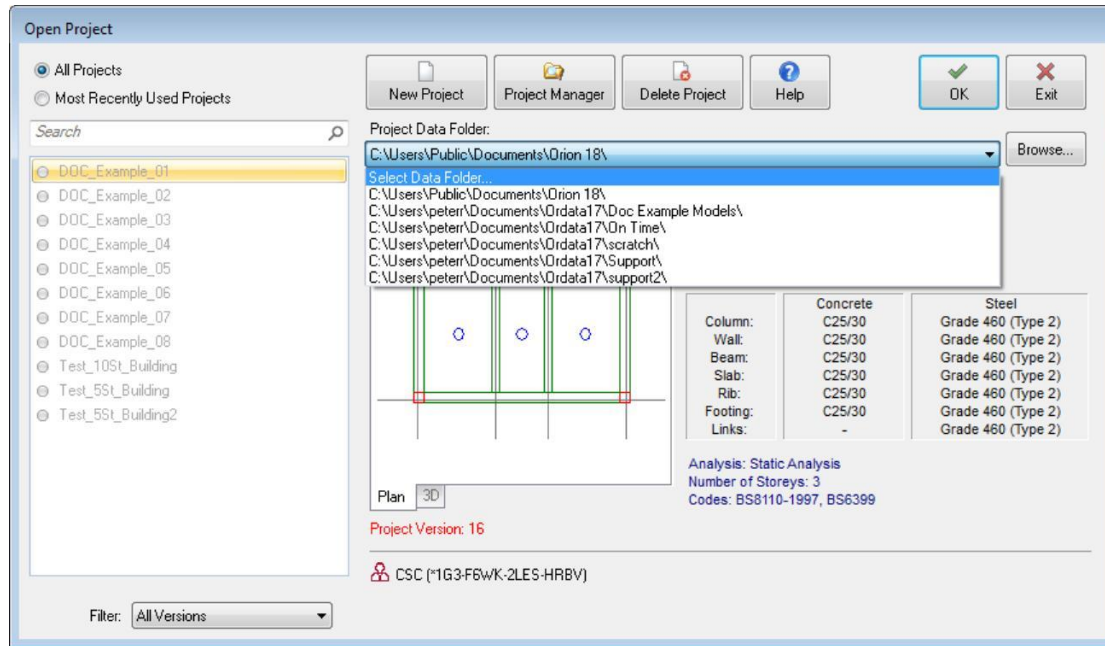 Open Project
All Projects
Most Recently Used Projects
Search
DOC_Example_01
DOC_Example_02
DOC_Example_03
DOC_Example_04
DOC_Example_05
DOC_Example_06
DOC_Example_07
DOC_Example_08
Test_10St_Building
Test_5St_Building
Test_5St_Building2
Filter: All Versions
New Project Project Manager Delete Project Help OK Exit
Project Data Folder:
C:\Users\Public\Documents\Orion 18\ Browse...
Select Data Folder...
C:\Users\Public\Documents\Orion 18\
C:\Users\peterr\Documents\Ordata17\Doc Example Models\
C:\Users\peterr\Documents\Ordata17\On Time\
C:\Users\peterr\Documents\Ordata17\scratch\
C:\Users\peterr\Documents\Ordata17\Support\
C:\Users\peterr\Documents\Ordata17\support2\
Concrete Steel
Column: C25/30 Grade 460 (Type 2)
Wall: C25/30 Grade 460 (Type 2)
Beam: C25/30 Grade 460 (Type 2)
Slab: C25/30 Grade 460 (Type 2)
Rib: C25/30 Grade 460 (Type 2)
Footing: C25/30 Grade 460 (Type 2)
Links: - Grade 460 (Type 2)
Analysis: Static Analysis
Number of Storeys: 3
Codes: BS8110-1997, BS6399
Plan 3D
Project Version: 16
CSC (*1G3-F6WK-2LES-HRBV)